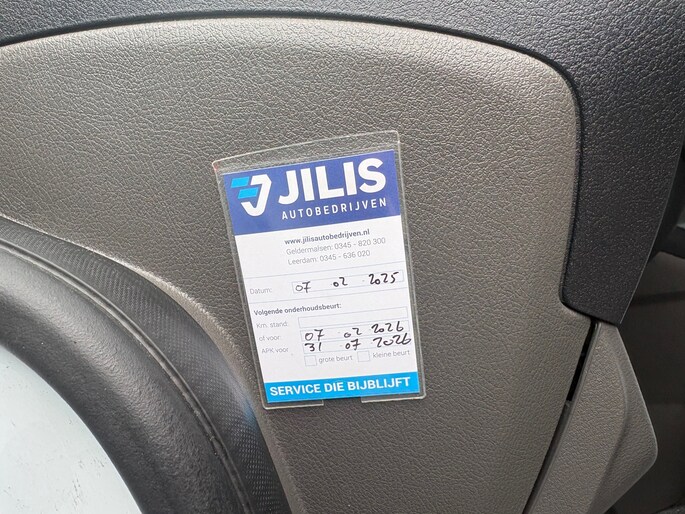 JILIS
AUTOBEDRIJVEN
www.jilisautobedrijven.nl
Geldermalsen: 0345 - 820 300
Leerdam: 0345 - 636 020
Datum: 07 02 2025
Volgende onderhoudsbeurt:
Km. stand:
of voor: 07 02 2026
APK voor 31 07 2026
grote beurt kleine beurt
SERVICE DIE BIJBLIJFT